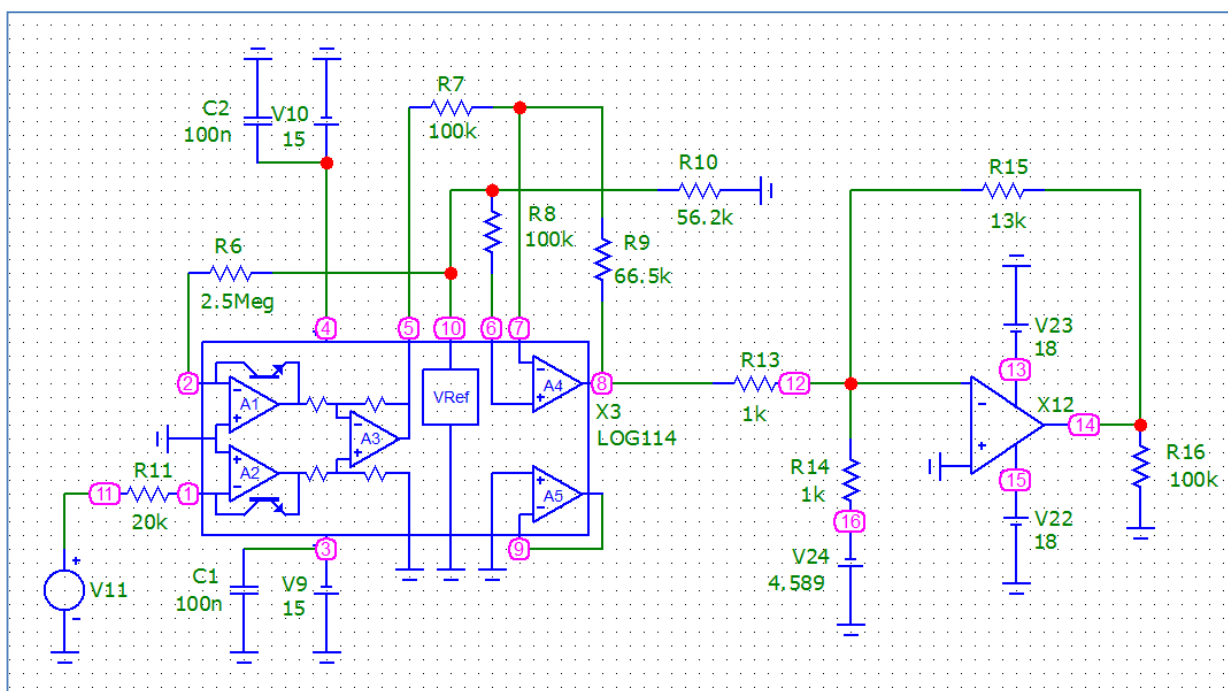 R7
100k
C2
100n
V10
15
R10
56.2k
R15
13k
R8
100k
R9
66.5k
R6
2.5Meg
V23
18
4
5
10
6
7
13
2
A1
A3
VRef
A4
8
R13
1k
12
X12
X3
LOG114
14
R11
A2
R14
1k
R16
100k
11
20k
1
A5
15
16
3
9
V22
18
V24
4.589
C1
100n
V9
15
V11
+
-